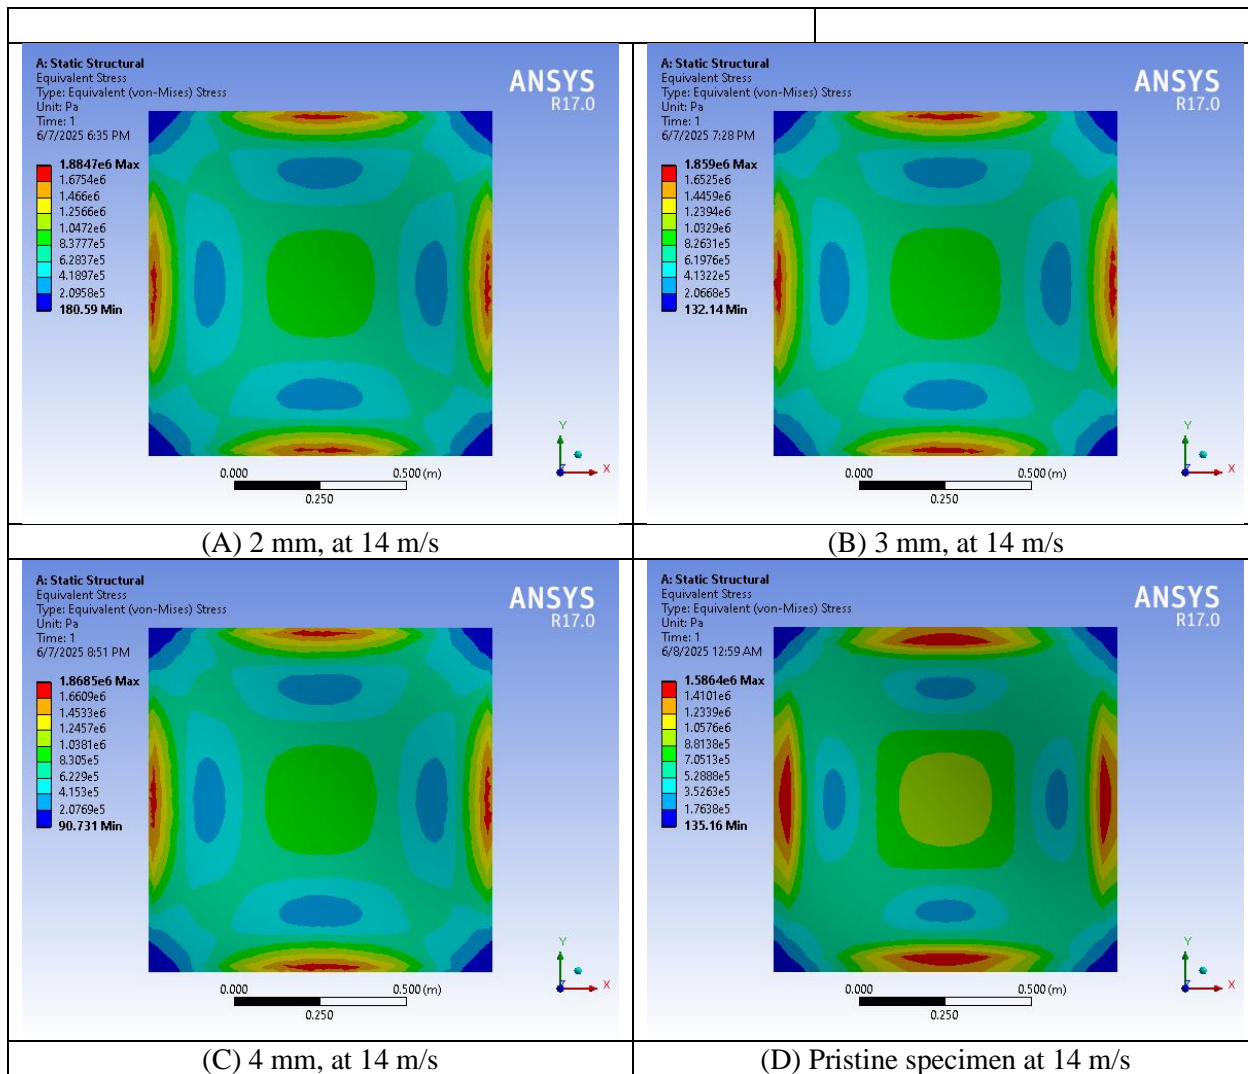 A: Static Structural
Equivalent Stress
Type: Equivalent (von-Mises) Stress
Unit: Pa
Time: 1
6/7/2025 6:35 PM
ANSYS
R17.0
1.8847e6 Max
1.6754e6
1.466e6
1.2566e6
1.0472e6
8.3777e5
6.2837e5
4.1897e5
2.0958e5
180.59 Min
Y
X
Z
0.000
0.500 (m)
0.250
A: Static Structural
Equivalent Stress
Type: Equivalent (von-Mises) Stress
Unit: Pa
Time: 1
6/7/2025 7:28 PM
ANSYS
R17.0
1.859e6 Max
1.6525e6
1.4459e6
1.2394e6
1.0329e6
8.2631e5
6.1976e5
4.1322e5
2.0668e5
132.14 Min
Y
X
Z
0.000
0.500 (m)
0.250
(A) 2 mm, at 14 m/s
(B) 3 mm, at 14 m/s
A: Static Structural
Equivalent Stress
Type: Equivalent (von-Mises) Stress
Unit: Pa
Time: 1
6/7/2025 8:51 PM
ANSYS
R17.0
1.8685e6 Max
1.6609e6
1.4533e6
1.2457e6
1.0381e6
8.305e5
6.229e5
4.153e5
2.0769e5
90.731 Min
Y
X
Z
0.000
0.500 (m)
0.250
A: Static Structural
Equivalent Stress
Type: Equivalent (von-Mises) Stress
Unit: Pa
Time: 1
6/8/2025 12:59 AM
ANSYS
R17.0
1.5864e6 Max
1.4101e6
1.2339e6
1.0576e6
8.8138e5
7.0513e5
5.2888e5
3.5263e5
1.7638e5
135.16 Min
Y
X
Z
0.000
0.500 (m)
0.250
(C) 4 mm, at 14 m/s
(D) Pristine specimen at 14 m/s